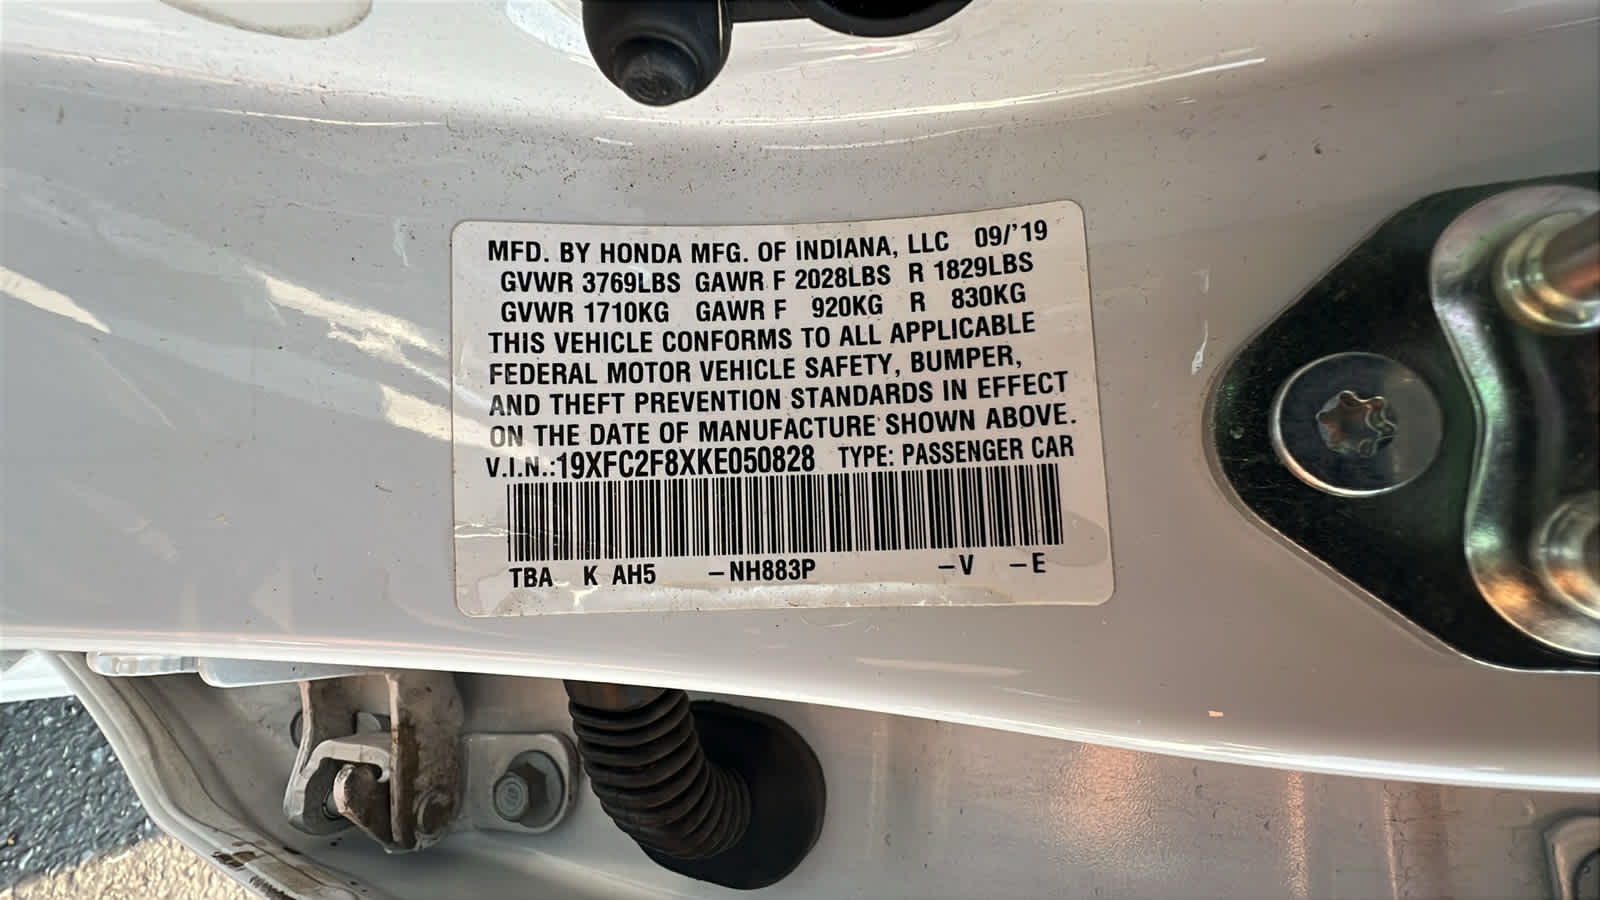 MFD. BY HONDA MFG. OF INDIANA, LLC 09/'19
GVWR 3769LBS GAWR F 2028LBS R 1829LBS
GVWR 1710KG GAWR F 920KG R 830KG
THIS VEHICLE CONFORMS TO ALL APPLICABLE
FEDERAL MOTOR VEHICLE SAFETY, BUMPER,
AND THEFT PREVENTION STANDARDS IN EFFECT
ON THE DATE OF MANUFACTURE SHOWN ABOVE.
V.I.N.:19XFC2F8XKE050828 TYPE: PASSENGER CAR
TBA K AH5 –NH883P –V –E